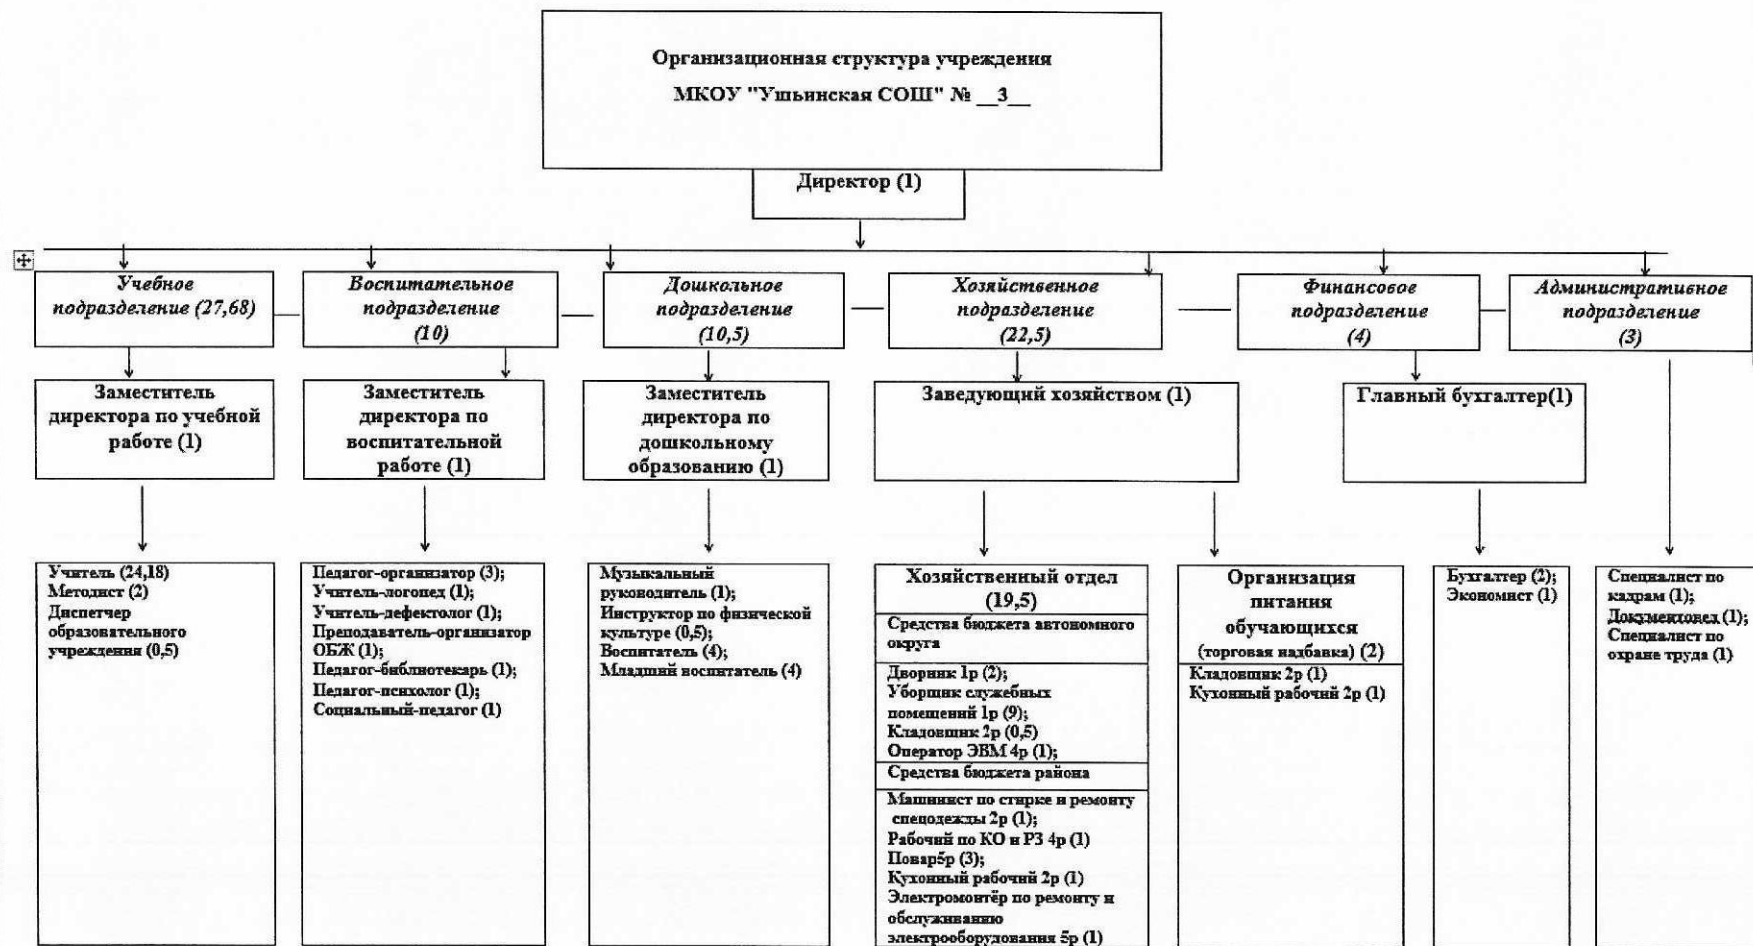 Организационная структура учреждения
МКОУ "Ушьинская СОШ" № __3__
Директор (1)
Учебное
подразделение (27,68)
Воспитательное
подразделение
(10)
Дошкольное
подразделение
(10,5)
Хозяйственное
подразделение
(22,5)
Финансовое
подразделение
(4)
Административное
подразделение
(3)
Заместитель
директора по учебной
работе (1)
Заместитель
директора по
воспитательной
работе (1)
Заместитель
директора по
дошкольному
образованию (1)
Заведующий хозяйством (1)
Главный бухгалтер(1)
Учитель (24,18)
Методист (2)
Диспетчер
образовательного
учреждения (0,5)
Педагог-организатор (3);
Учитель-логопед (1);
Учитель-дефектолог (1);
Преподаватель-организатор
ОБЖ (1);
Педагог-библиотекарь (1);
Педагог-психолог (1);
Социальный-педагог (1)
Музыкальный
руководитель (1);
Инструктор по физической
культуре (0,5);
Воспитатель (4);
Младший воспитатель (4)
Хозяйственный отдел
(19,5)
Средства бюджета автономного
округа
Дворник 1р (2);
Уборщик служебных
помещений 1р (9);
Кладовщик 2р (0,5)
Оператор ЭВМ 4р (1);
Средства бюджета района
Машинист по стирке и ремонту
спецодежды 2р (1);
Рабочий по КО и РЗ 4р (1)
Повар5р (3);
Кухонный рабочий 2р (1)
Электромонтёр по ремонту и
обслуживанию
электрооборудования 5р (1)
Организация
питания
обучающихся
(торговая надбавка) (2)
Кладовщик 2р (1)
Кухонный рабочий 2р (1)
Бухгалтер (2);
Экономист (1)
Специалист по
кадрам (1);
Документовед (1);
Специалист по
охране труда (1)